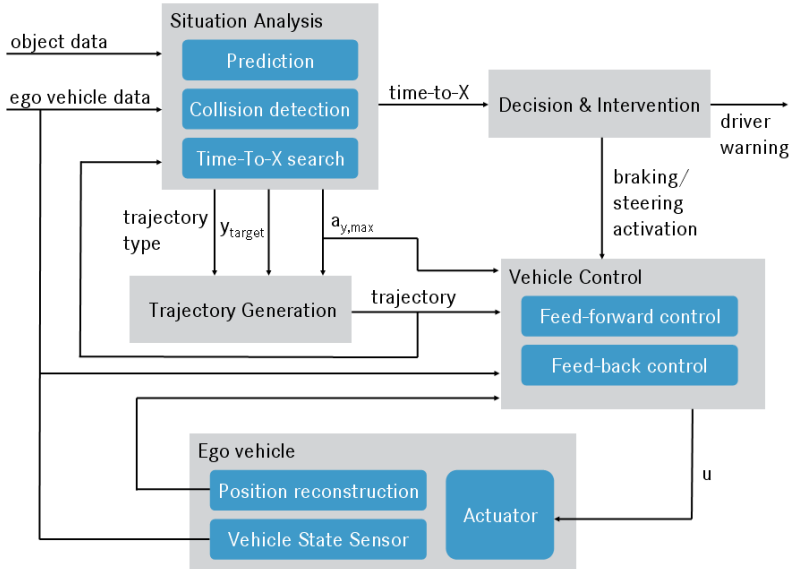 Situation Analysis
object data
Prediction
ego vehicle data
Collision detection
time-to-X
Decision & Intervention
driver
warning
Time-To-X search
braking/
steering
activation
trajectory
type
y_target
a_y,max
Vehicle Control
Trajectory Generation
trajectory
Feed-forward control
Feed-back control
Ego vehicle
Position reconstruction
Actuator
Vehicle State Sensor
u